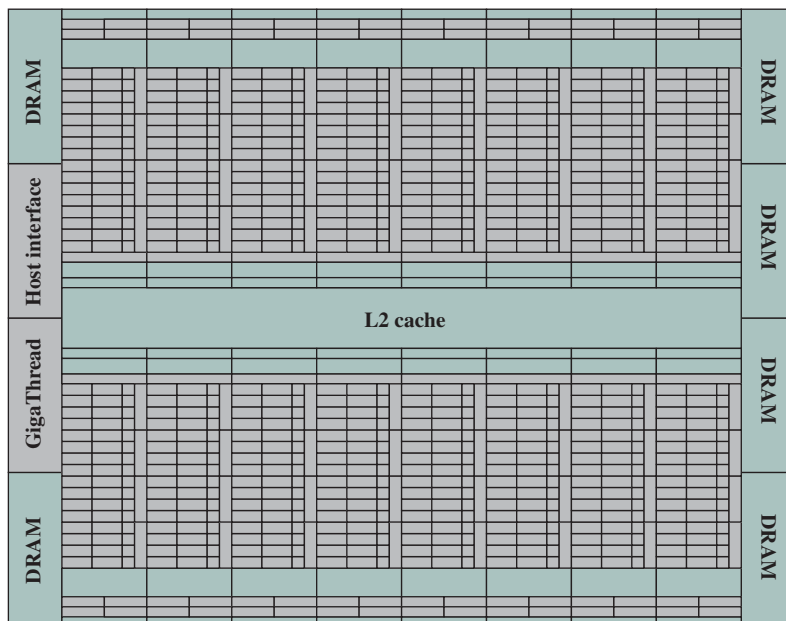 DRAM
Host interface
GigaThread
DRAM
L2 cache
DRAM
DRAM
DRAM
DRAM